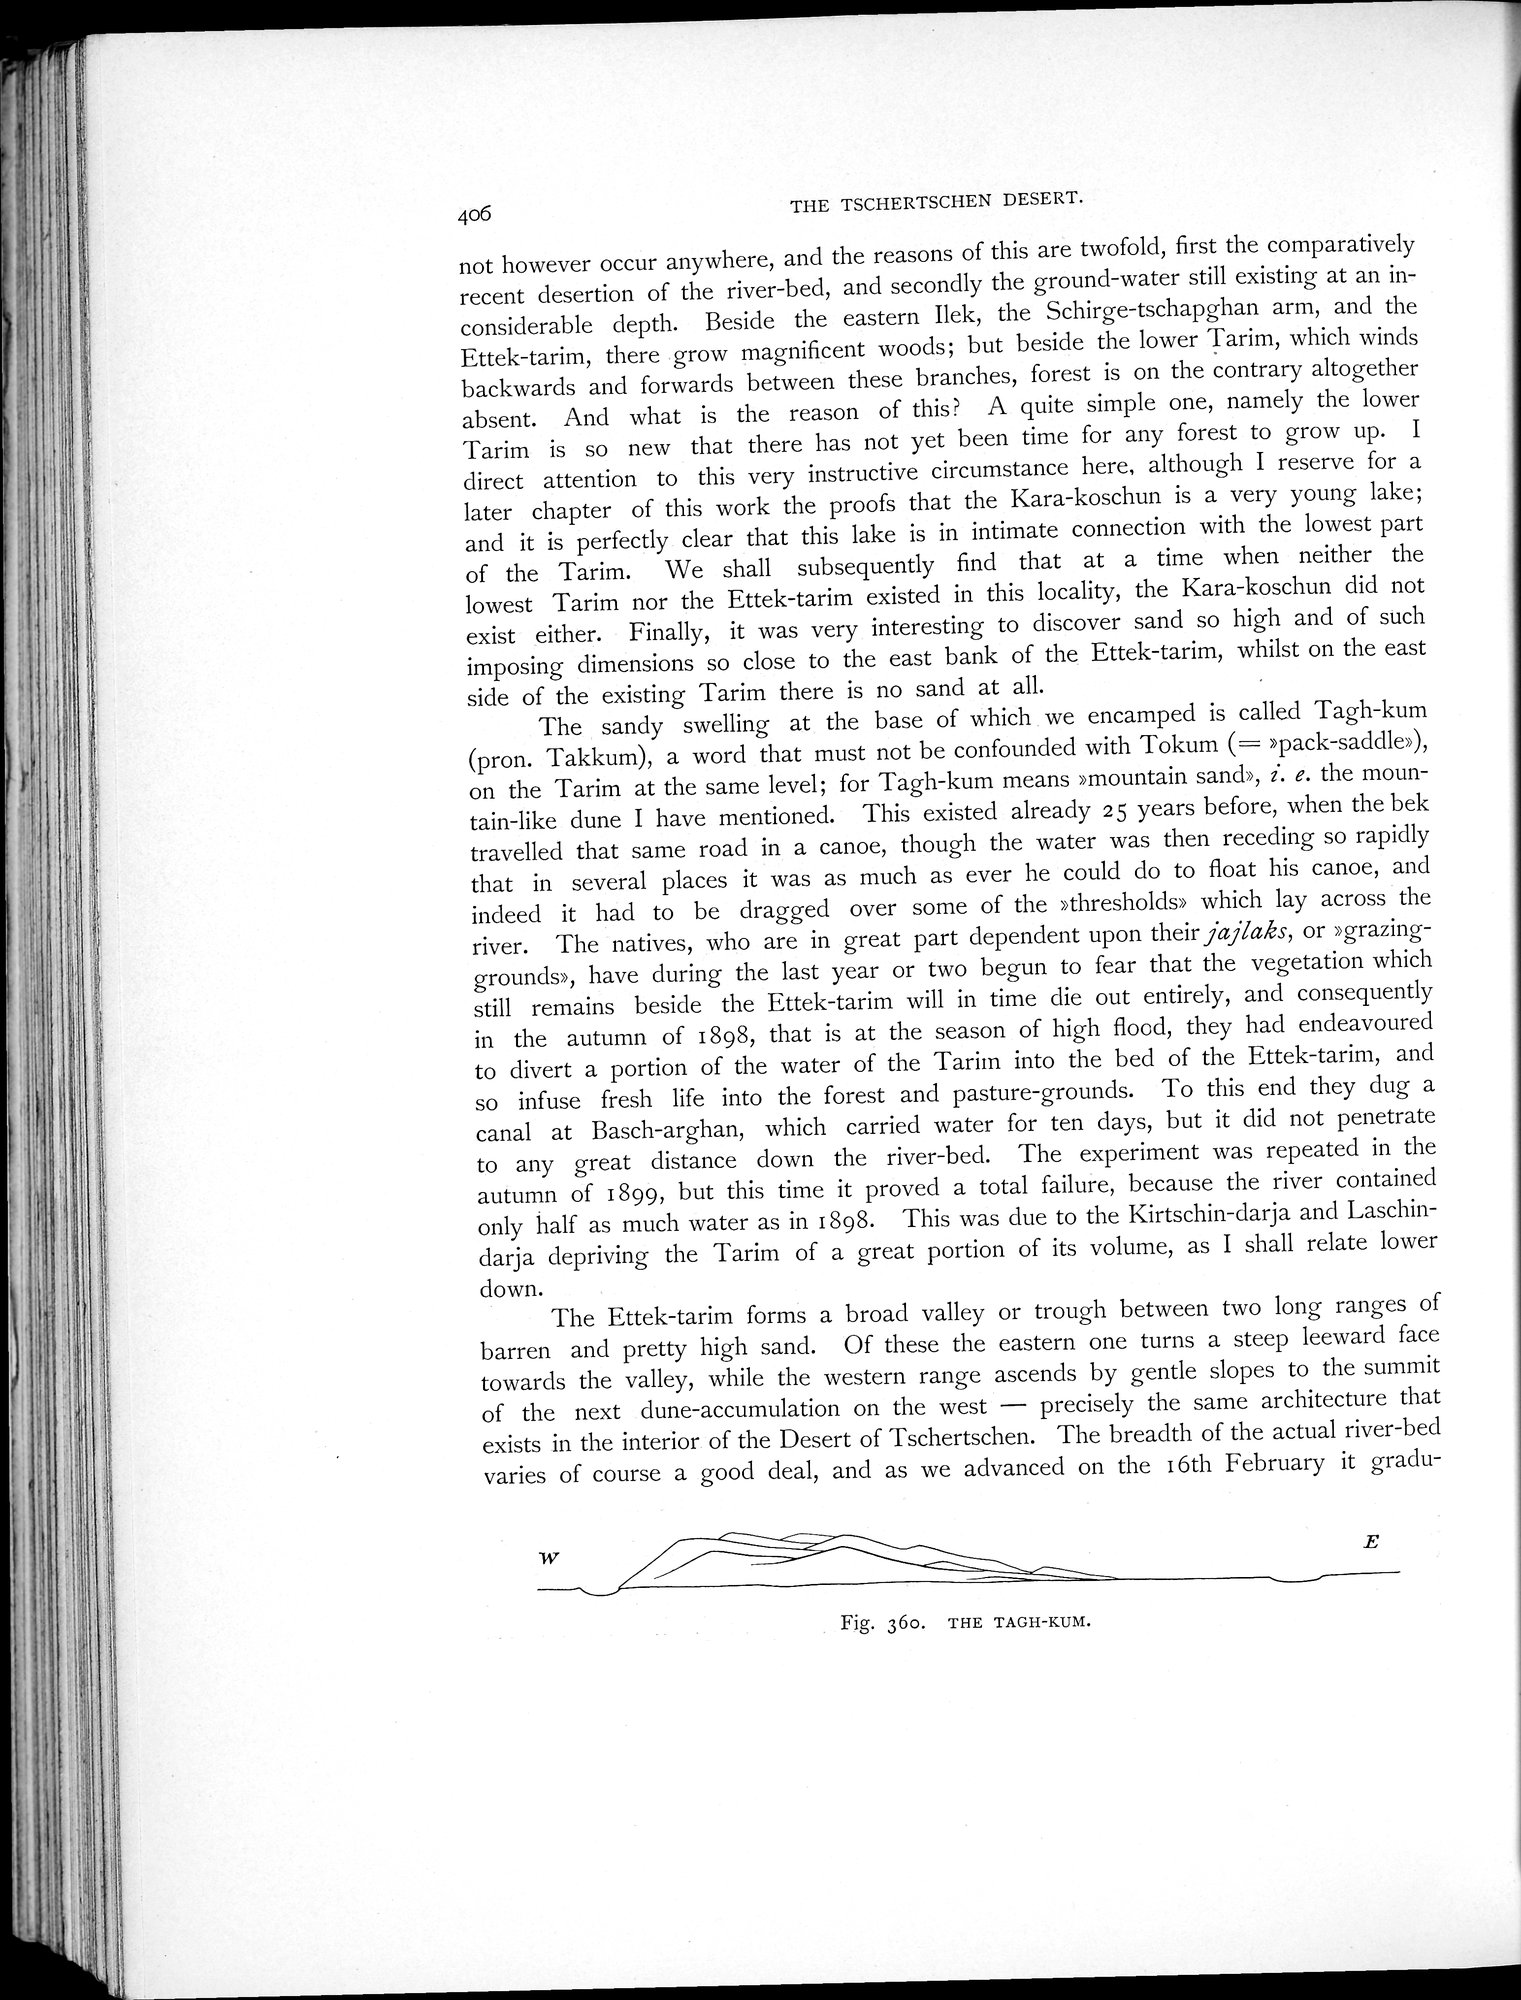 406
THE TSCHERTSCHEN DESERT.
not however occur anywhere, and the reasons of this are twofold, first the comparatively
recent desertion of the river-bed, and secondly the ground-water still existing at an in-
considerable depth. Beside the eastern Ilek, the Schirge-tschapghan arm, and the
Ettek-tarim, there grow magnificent woods; but beside the lower Tarim, which winds
backwards and forwards between these branches, forest is on the contrary altogether
absent. And what is the reason of this? A quite simple one, namely the lower
Tarim is so new that there has not yet been time for any forest to grow up. I
direct attention to this very instructive circumstance here, although I reserve for a
later chapter of this work the proofs that the Kara-koschun is a very young lake;
and it is perfectly clear that this lake is in intimate connection with the lowest part
of the Tarim. We shall subsequently find that at a time when neither the
lowest Tarim nor the Ettek-tarim existed in this locality, the Kara-koschun did not
exist either. Finally, it was very interesting to discover sand so high and of such
imposing dimensions so close to the east bank of the Ettek-tarim, whilst on the east
side of the existing Tarim there is no sand at all.
The sandy swelling at the base of which we encamped is called Tagh-kum
(pron. Takkum), a word that must not be confounded with Tokum (= »pack-saddle»),
on the Tarim at the same level; for Tagh-kum means »mountain sand», i. e. the moun-
tain-like dune I have mentioned. This existed already 25 years before, when the bek
travelled that same road in a canoe, though the water was then receding so rapidly
that in several places it was as much as ever he could do to float his canoe, and
indeed it had to be dragged over some of the »thresholds» which lay across the
river. The natives, who are in great part dependent upon their jajlaks, or »grazing-
grounds», have during the last year or two begun to fear that the vegetation which
still remains beside the Ettek-tarim will in time die out entirely, and consequently
in the autumn of 1898, that is at the season of high flood, they had endeavoured
to divert a portion of the water of the Tarim into the bed of the Ettek-tarim, and
so infuse fresh life into the forest and pasture-grounds. To this end they dug a
canal at Basch-arghan, which carried water for ten days, but it did not penetrate
to any great distance down the river-bed. The experiment was repeated in the
autumn of 1899, but this time it proved a total failure, because the river contained
only half as much water as in 1898. This was due to the Kirtschin-darja and Laschin-
darja depriving the Tarim of a great portion of its volume, as I shall relate lower
down.
The Ettek-tarim forms a broad valley or trough between two long ranges of
barren and pretty high sand. Of these the eastern one turns a steep leeward face
towards the valley, while the western range ascends by gentle slopes to the summit
of the next dune-accumulation on the west — precisely the same architecture that
exists in the interior of the Desert of Tschertschen. The breadth of the actual river-bed
varies of course a good deal, and as we advanced on the 16th February it gradu-
W
E
Fig. 360. THE TAGH-KUM.